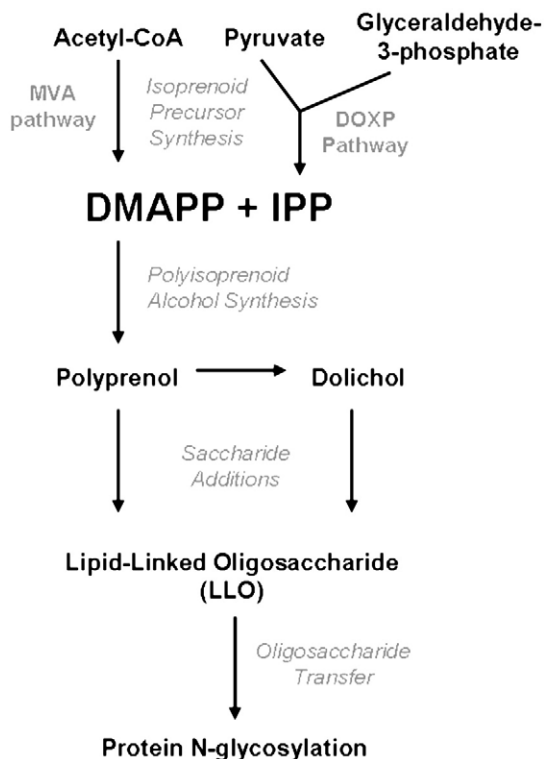 Acetyl-CoA
Pyruvate
Glyceraldehyde-
3-phosphate
MVA
pathway
Isoprenoid
Precursor
Synthesis
DOXP
Pathway
DMAPP + IPP
Polyisoprenoid
Alcohol Synthesis
Polyprenol
Dolichol
Saccharide
Additions
Lipid-Linked Oligosaccharide
(LLO)
Oligosaccharide
Transfer
Protein N-glycosylation